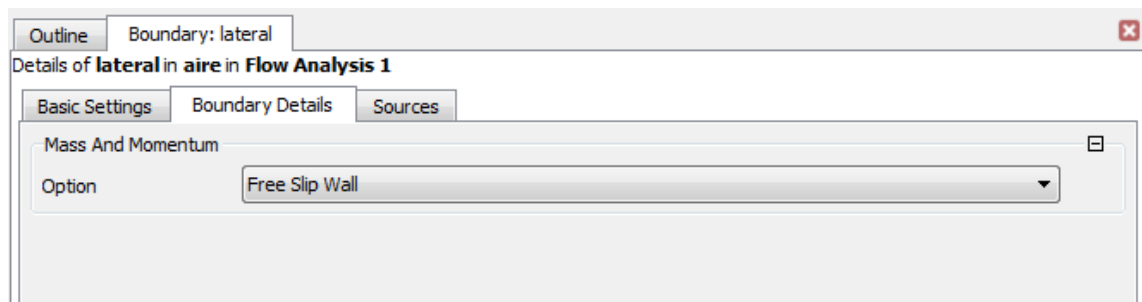 Outline Boundary: lateral
Details of lateral in aire in Flow Analysis 1
Basic Settings Boundary Details Sources
Mass And Momentum
Option Free Slip Wall